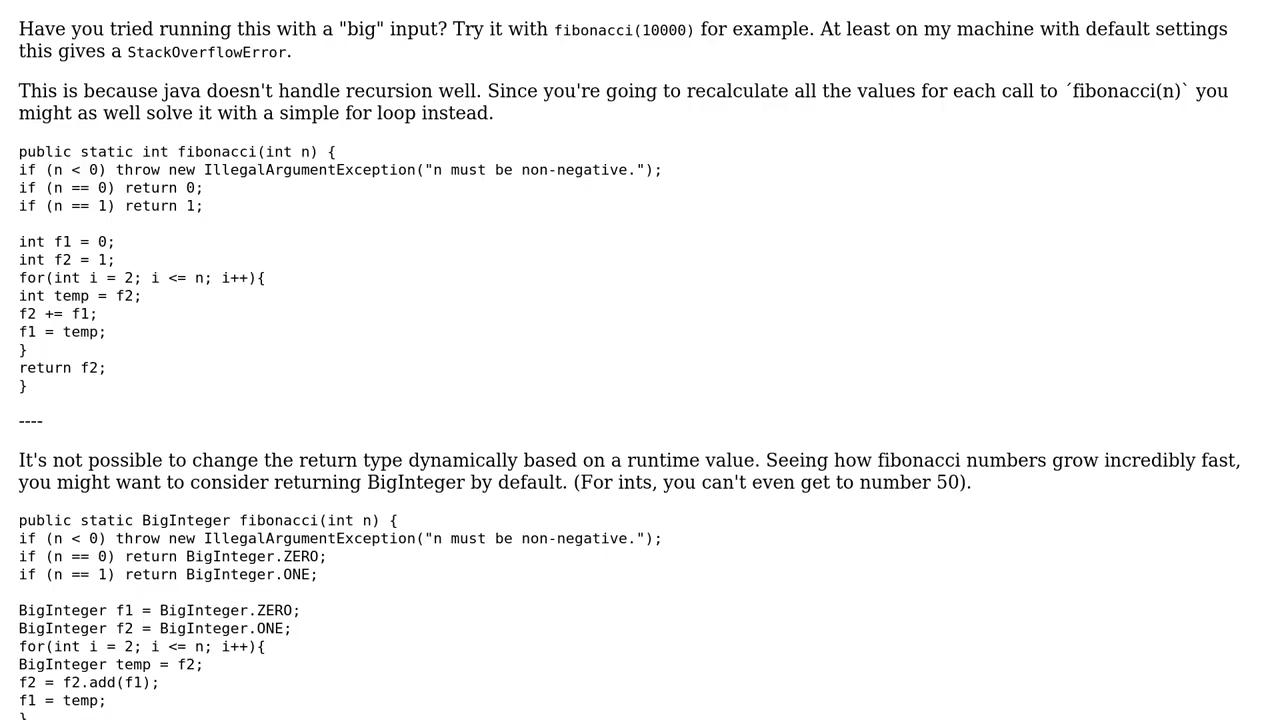 Have you tried running this with a "big" input? Try it with fibonacci(10000) for example. At least on my machine with default settings
this gives a StackOverflowError.
This is because java doesn't handle recursion well. Since you're going to recalculate all the values for each call to ´fibonacci(n)` you
might as well solve it with a simple for loop instead.
public static int fibonacci(int n) {
if (n < 0) throw new IllegalArgumentException("n must be non-negative.");
if (n == 0) return 0;
if (n == 1) return 1;
int f1 = 0;
int f2 = 1;
for(int i = 2; i <= n; i++){
int temp = f2;
f2 += f1;
f1 = temp;
}
return f2;
}
----
It's not possible to change the return type dynamically based on a runtime value. Seeing how fibonacci numbers grow incredibly fast,
you might want to consider returning BigInteger by default. (For ints, you can't even get to number 50).
public static BigInteger fibonacci(int n) {
if (n < 0) throw new IllegalArgumentException("n must be non-negative.");
if (n == 0) return BigInteger.ZERO;
if (n == 1) return BigInteger.ONE;
BigInteger f1 = BigInteger.ZERO;
BigInteger f2 = BigInteger.ONE;
for(int i = 2; i <= n; i++){
BigInteger temp = f2;
f2 = f2.add(f1);
f1 = temp;
}